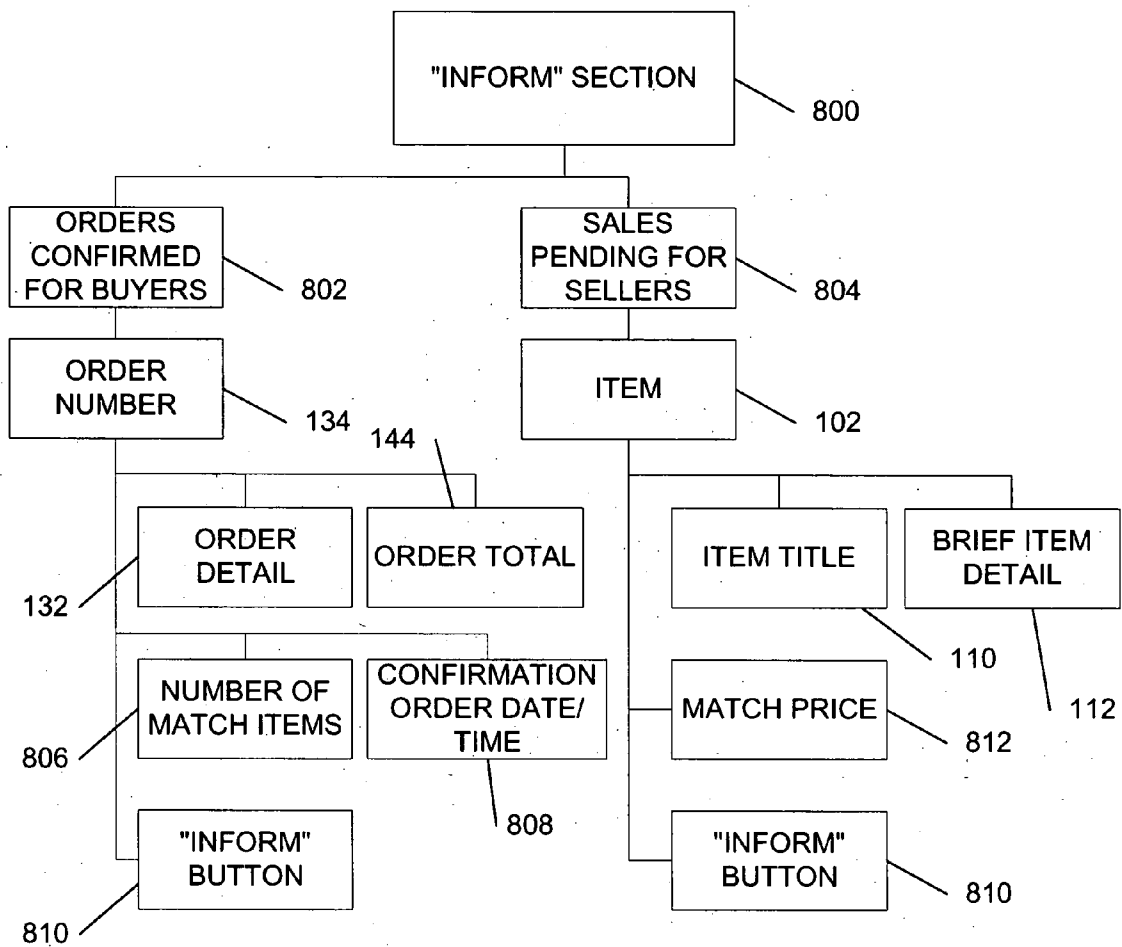 "INFORM" SECTION
800
ORDERS
CONFIRMED
FOR BUYERS
802
SALES
PENDING FOR
SELLERS
804
ORDER
NUMBER
134
ITEM
102
144
ORDER
DETAIL
132
ORDER TOTAL
ITEM TITLE
110
BRIEF ITEM
DETAIL
112
NUMBER OF
MATCH ITEMS
806
CONFIRMATION
ORDER DATE/
TIME
808
MATCH PRICE
812
"INFORM"
BUTTON
810
"INFORM"
BUTTON
810